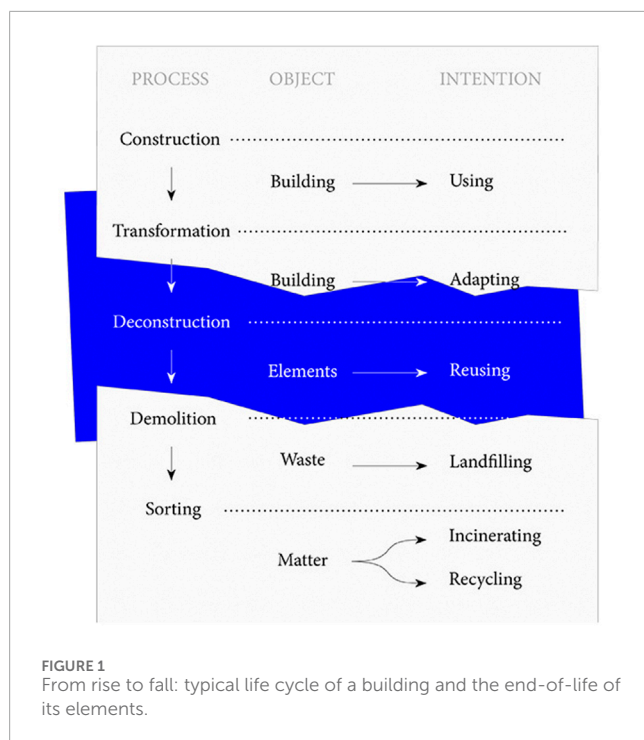 PROCESS OBJECT INTENTION
Construction
Building Using
Transformation
Building Adapting
Deconstruction
Elements Reusing
Demolition
Waste Landfilling
Sorting
Incinerating
Matter
Recycling
FIGURE 1
From rise to fall: typical life cycle of a building and the end-of-life of
its elements.